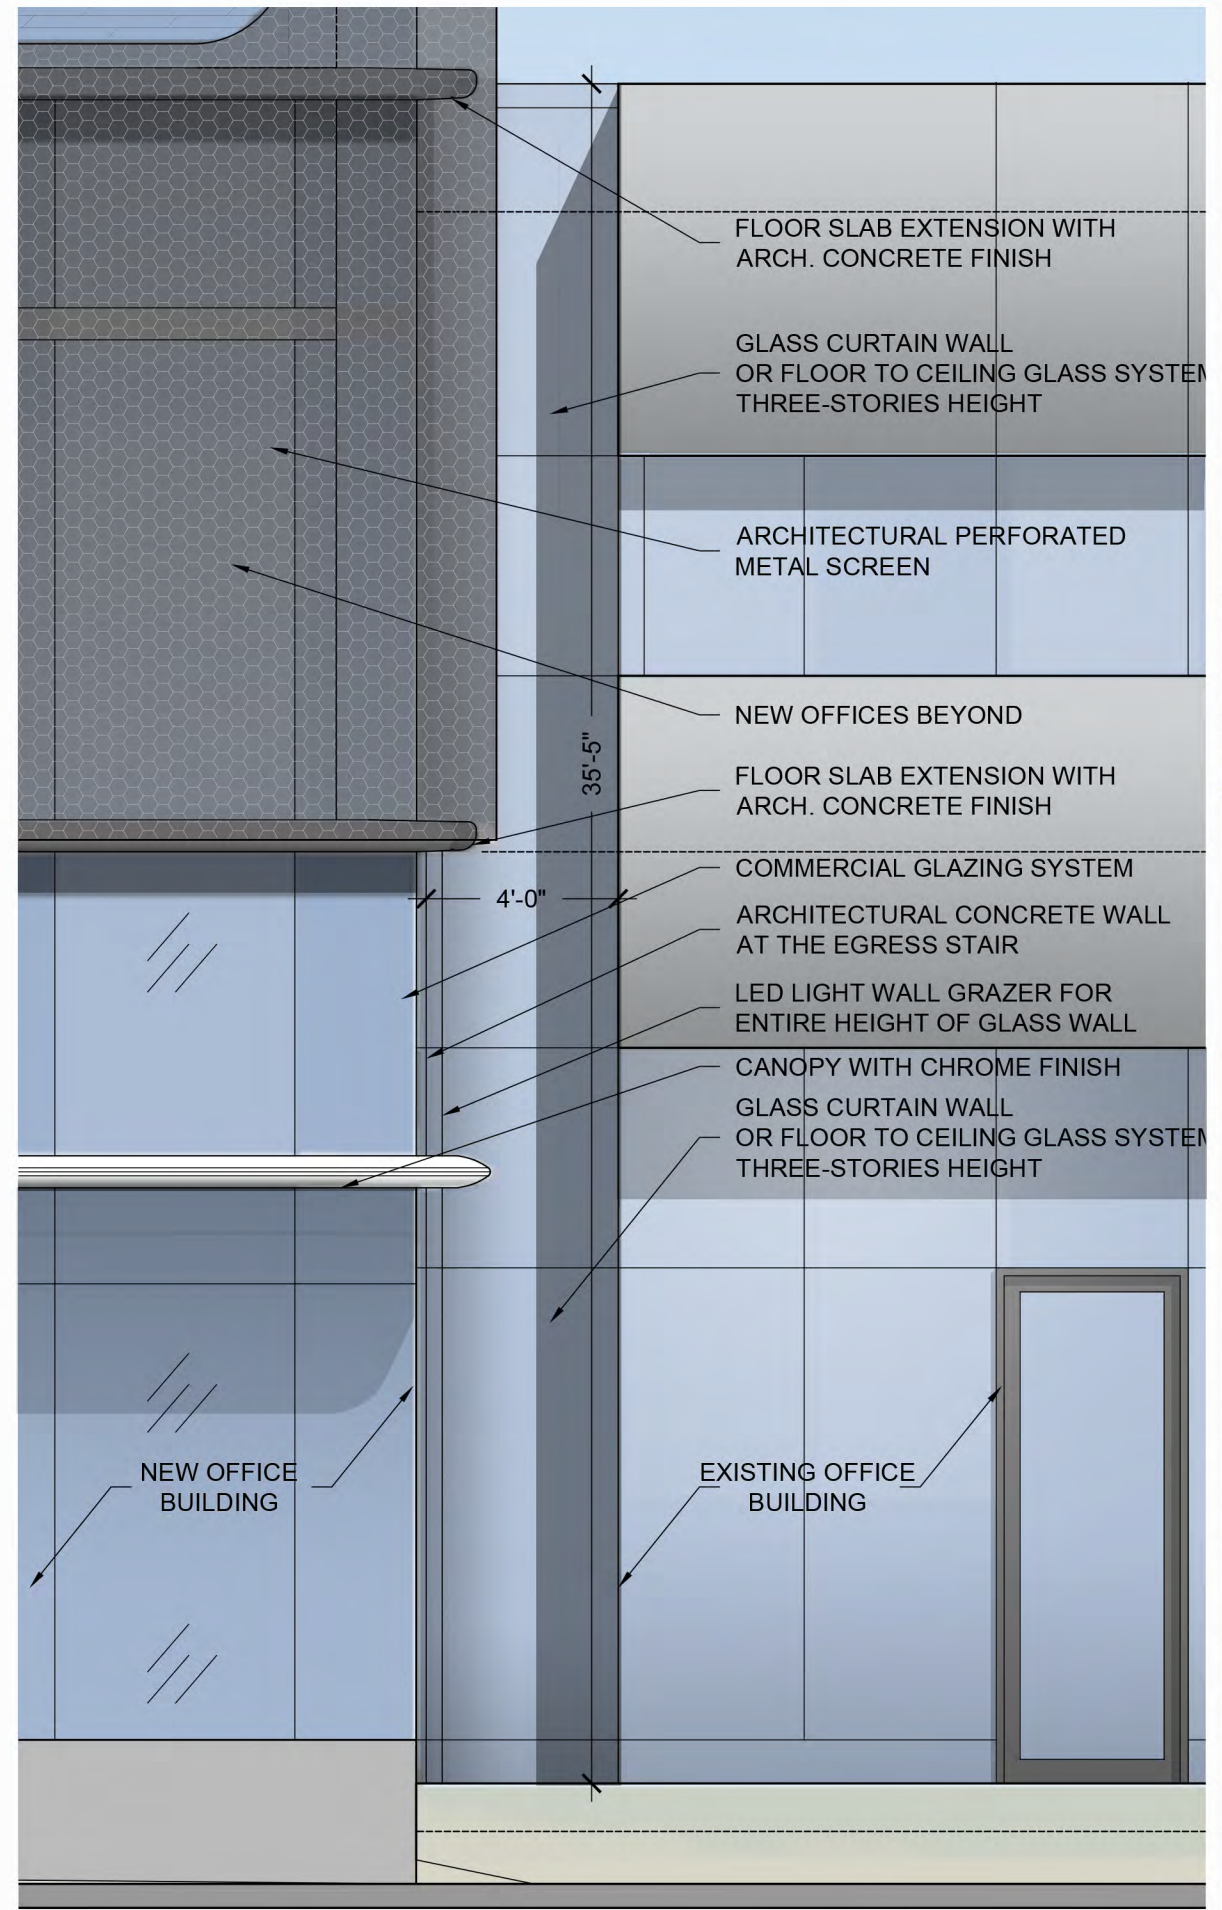 FLOOR SLAB EXTENSION WITH
ARCH. CONCRETE FINISH
GLASS CURTAIN WALL
OR FLOOR TO CEILING GLASS SYSTEM
THREE-STORIES HEIGHT
ARCHITECTURAL PERFORATED
METAL SCREEN
NEW OFFICES BEYOND
35'-5"
FLOOR SLAB EXTENSION WITH
ARCH. CONCRETE FINISH
COMMERCIAL GLAZING SYSTEM
4'-0"
ARCHITECTURAL CONCRETE WALL
AT THE EGRESS STAIR
LED LIGHT WALL GRAZER FOR
ENTIRE HEIGHT OF GLASS WALL
CANOPY WITH CHROME FINISH
GLASS CURTAIN WALL
OR FLOOR TO CEILING GLASS SYSTEM
THREE-STORIES HEIGHT
NEW OFFICE
BUILDING
EXISTING OFFICE
BUILDING